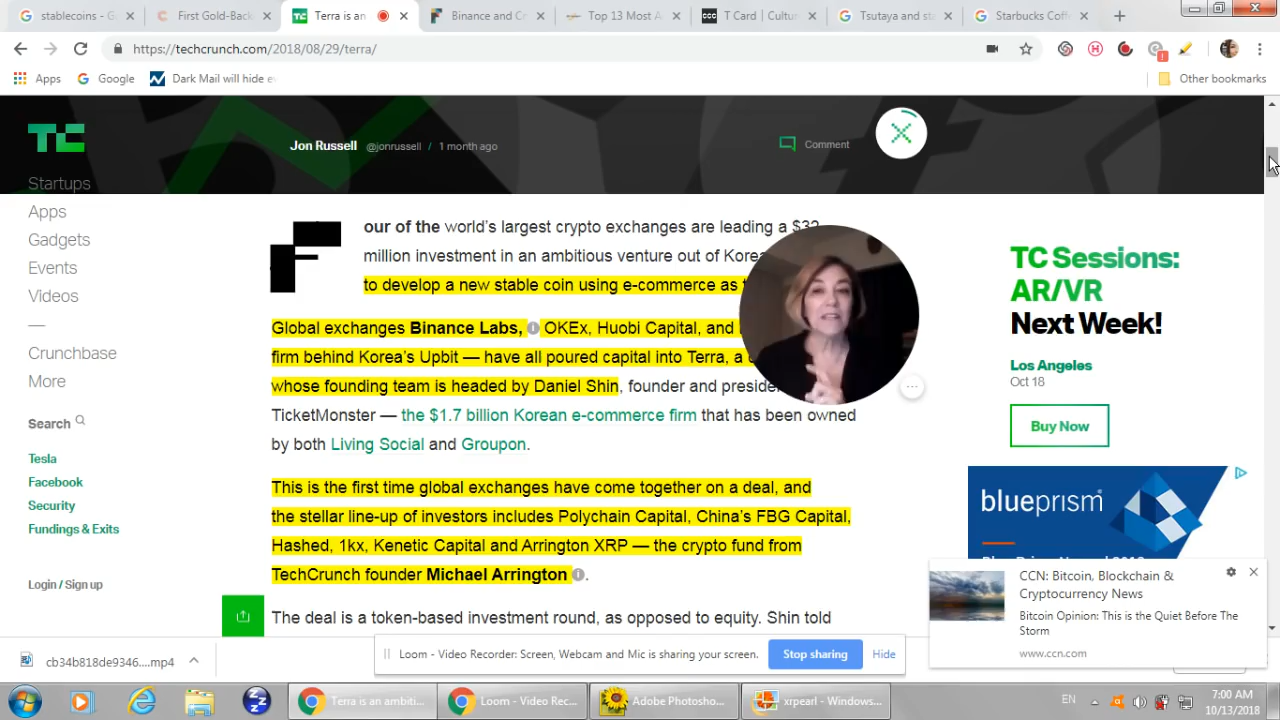 stablecoins - G
First Gold-Back
Terra is an
Binance and Cr
Top 13 Most A
T Card | Cultur
Tsutaya and sta
Starbucks Coff
https://techcrunch.com/2018/08/29/terra/
Apps
Google
Dark Mail will hide e
Other bookmarks
TC
Jon Russell @jonrussell / 1 month ago
Comment
Startups
Apps
Gadgets
Events
Videos
Crunchbase
More
Search
Tesla
Facebook
Security
Fundings & Exits
Login / Sign up
Four of the world's largest crypto exchanges are leading a $32
million investment in an ambitious venture out of Korea
to develop a new stable coin using e-commerce as
Global exchanges Binance Labs, OKEx, Huobi Capital, and
firm behind Korea's Upbit — have all poured capital into Terra, a
whose founding team is headed by Daniel Shin, founder and
TicketMonster — the $1.7 billion Korean e-commerce firm that has been owned
by both Living Social and Groupon.
This is the first time global exchanges have come together on a deal, and
the stellar line-up of investors includes Polychain Capital, China's FBG Capital,
Hashed, 1kx, Kenetic Capital and Arrington XRP — the crypto fund from
TechCrunch founder Michael Arrington.
The deal is a token-based investment round, as opposed to equity. Shin told
TC Sessions:
AR/VR
Next Week!
Los Angeles
Oct 18
Buy Now
blueprism
CCN: Bitcoin, Blockchain &
Cryptocurrency News
Bitcoin Opinion: This is the Quiet Before The
Storm
www.ccn.com
Loom - Video Recorder: Screen, Webcam and Mic is sharing your screen.
Stop sharing
Hide
cb34b818de9346....mp4
Terra is an ambiti...
Loom - Video Rec...
Adobe Photosho...
xrpearl - Windows...
EN
7:00 AM
10/13/2018